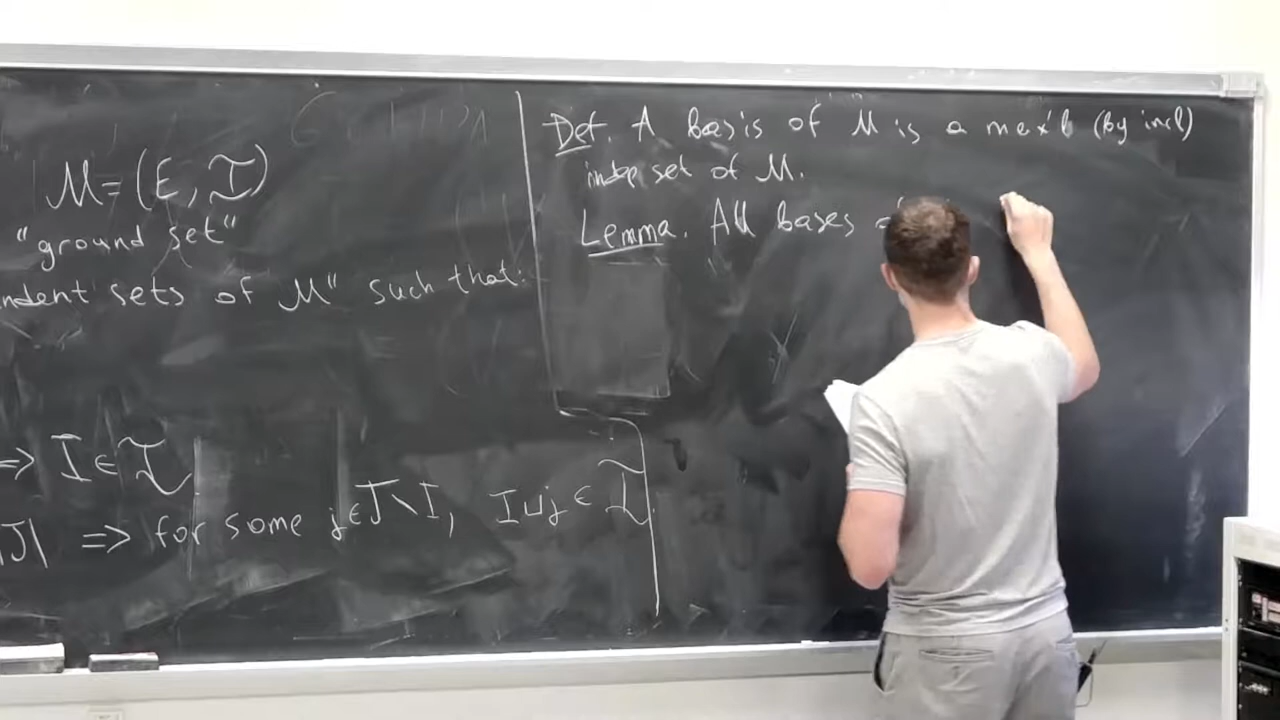 M = (E, I)
"ground set"
ndent sets of M" such that:
=> I ∈ I
|J| => for some j ∈ J \ I, I ⊔ j ∈ I
Def. A basis of M is a max'l (by incl)
indep set of M.
Lemma. All bases